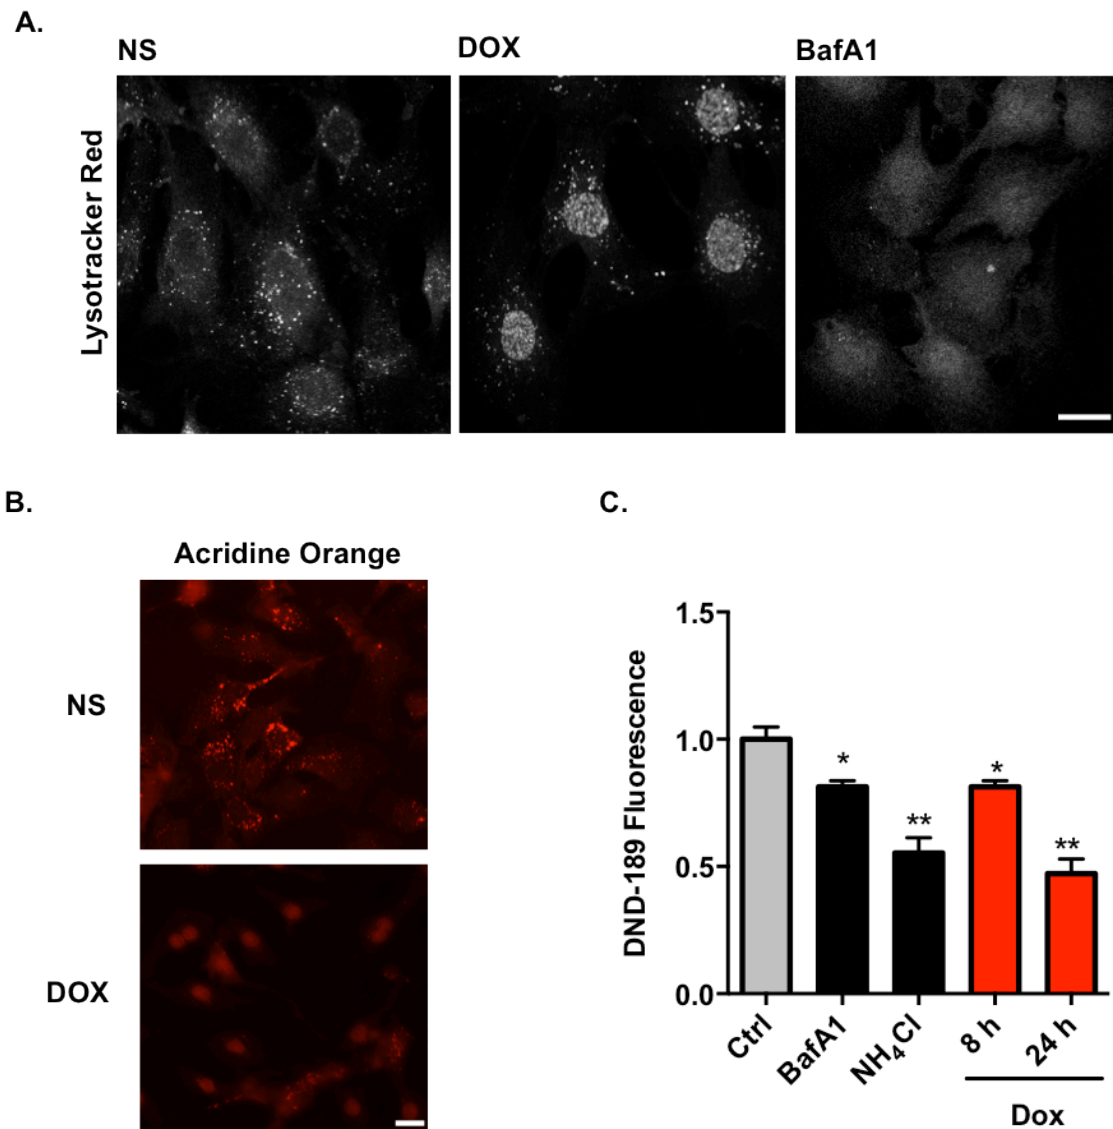 A.
NS DOX BafA1
Lysotracker Red
B.
Acridine Orange
NS
DOX
C.
DND-189 Fluorescence
1.5
1.0
0.5
0.0
* ** * **
Ctrl BafA1 NH₄Cl 8 h 24 h
Dox